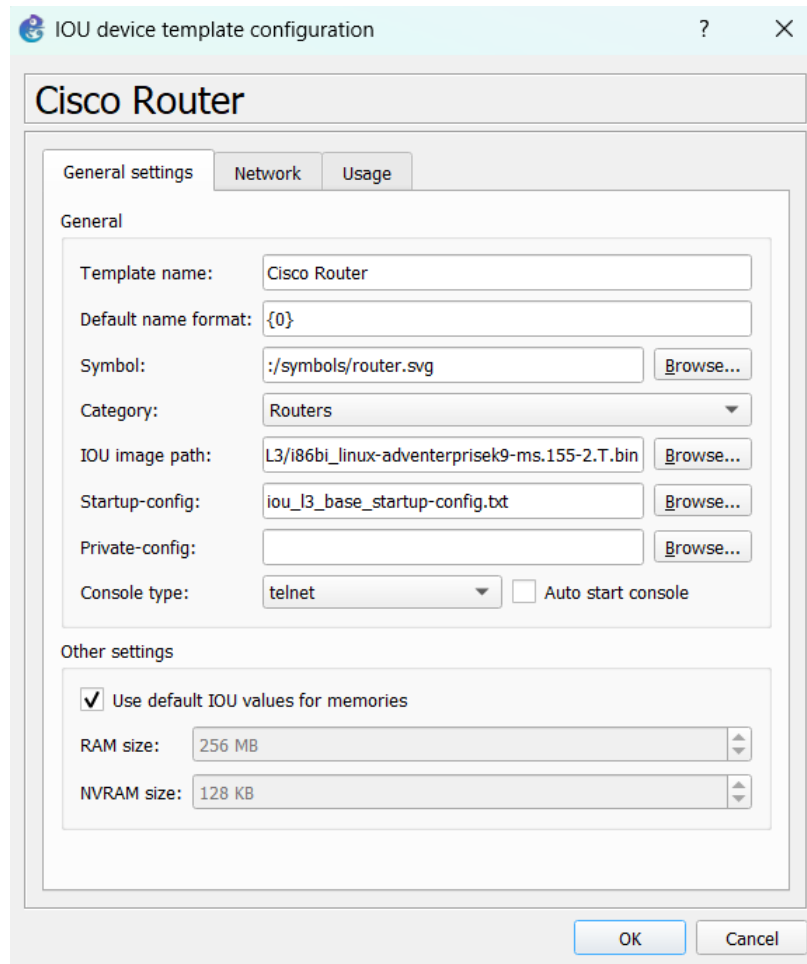 IOU device template configuration ?
Cisco Router
General settings Network Usage
General
Template name: Cisco Router
Default name format: {0}
Symbol: :/symbols/router.svg Browse...
Category: Routers
IOU image path: L3/i86bi_linux-adventerprisek9-ms.155-2.T.bin Browse...
Startup-config: iou_l3_base_startup-config.txt Browse...
Private-config: Browse...
Console type: telnet Auto start console
Other settings
Use default IOU values for memories
RAM size: 256 MB
NVRAM size: 128 KB
OK Cancel